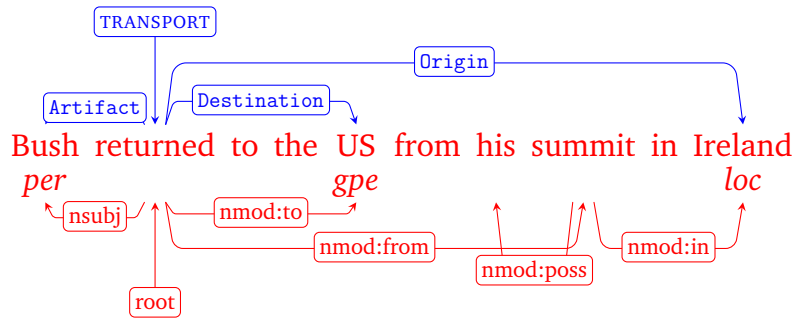 TRANSPORT
Origin
Artifact
Destination
Bush returned to the US from his summit in Ireland
per gpe loc
nsubj
nmod:to
nmod:from
nmod:in
nmod:poss
root